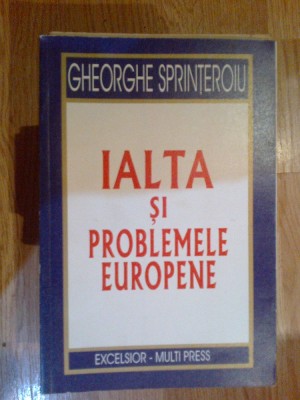 GHEORGHE SPRINȚEROIU
IALTA
ȘI
PROBLEMELE
EUROPENE
EXCELSIOR - MULTI PRESS